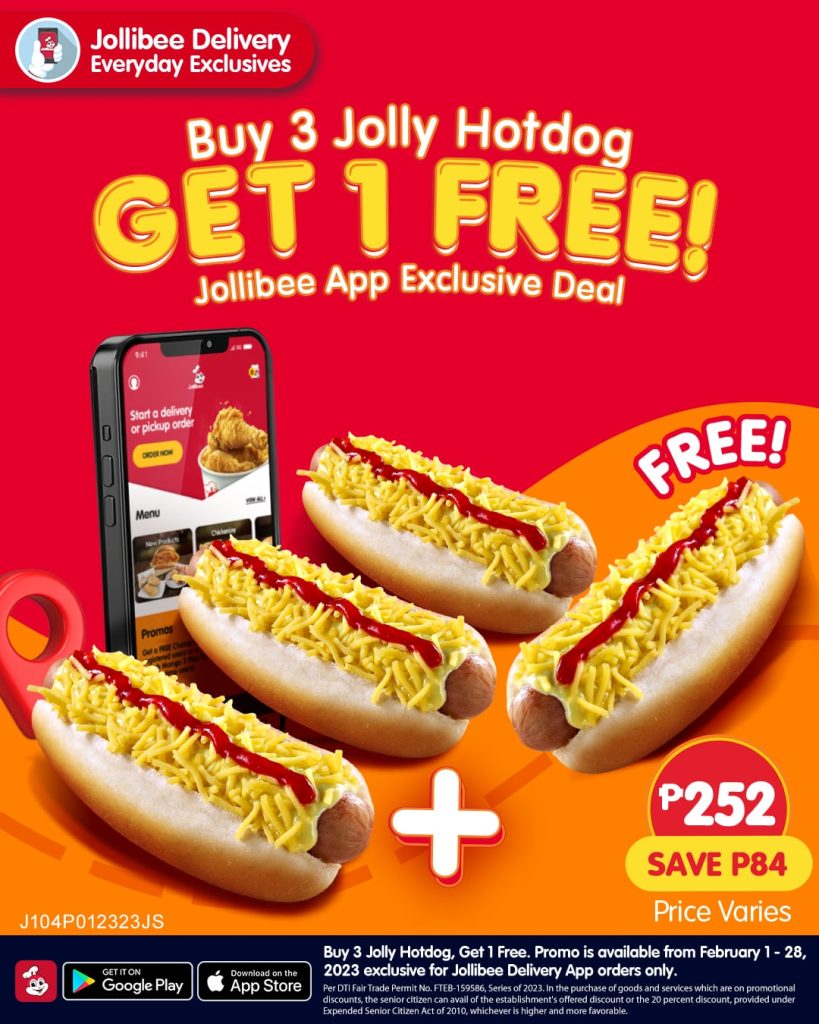 Jollibee Delivery
Everyday Exclusives
Buy 3 Jolly Hotdog
GET 1 FREE!
Jollibee App Exclusive Deal
9:41
Jollibee
Start a delivery
or pickup order
ORDER NOW
VIEW ALL
Menu
New Products
Chickenjoy
Promos
Get a FREE
FREE!
₱252
SAVE P84
Price Varies
J104P012323JS
GET IT ON
Google Play
Download on the
App Store
Buy 3 Jolly Hotdog, Get 1 Free. Promo is available from February 1 - 28,
2023 exclusive for Jollibee Delivery App orders only.
Per DTI Fair Trade Permit No. FTEB-159586, Series of 2023. In the purchase of goods and services which are on promotional
discounts, the senior citizen can avail of the establishment's offered discount or the 20 percent discount, provided under
Expended Senior Citizen Act of 2010, whichever is higher and more favorable.